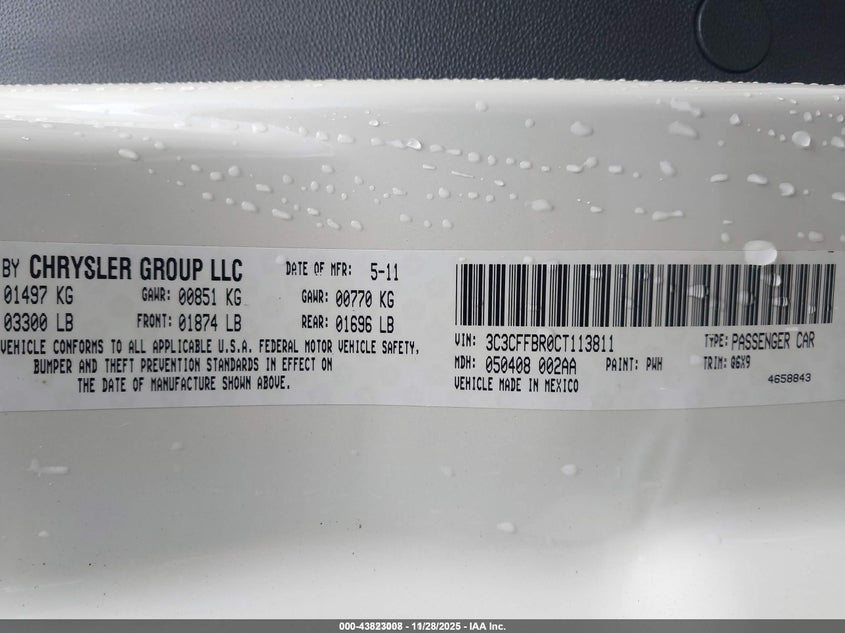 BY CHRYSLER GROUP LLC DATE OF MFR: 5-11
01497 KG GAWR: 00851 KG GAWR: 00770 KG
03300 LB FRONT: 01874 LB REAR: 01696 LB
VEHICLE CONFORMS TO ALL APPLICABLE U.S.A. FEDERAL MOTOR VEHICLE SAFETY,
BUMPER AND THEFT PREVENTION STANDARDS IN EFFECT ON
THE DATE OF MANUFACTURE SHOWN ABOVE.
VIN: 3C3CFFBR0CT113811 TYPE: PASSENGER CAR
MDH: 050408 002AA PAINT: PWH TRIM: Q6X9
VEHICLE MADE IN MEXICO 4658843
000-43823008 - 11/28/2025 - IAA Inc.